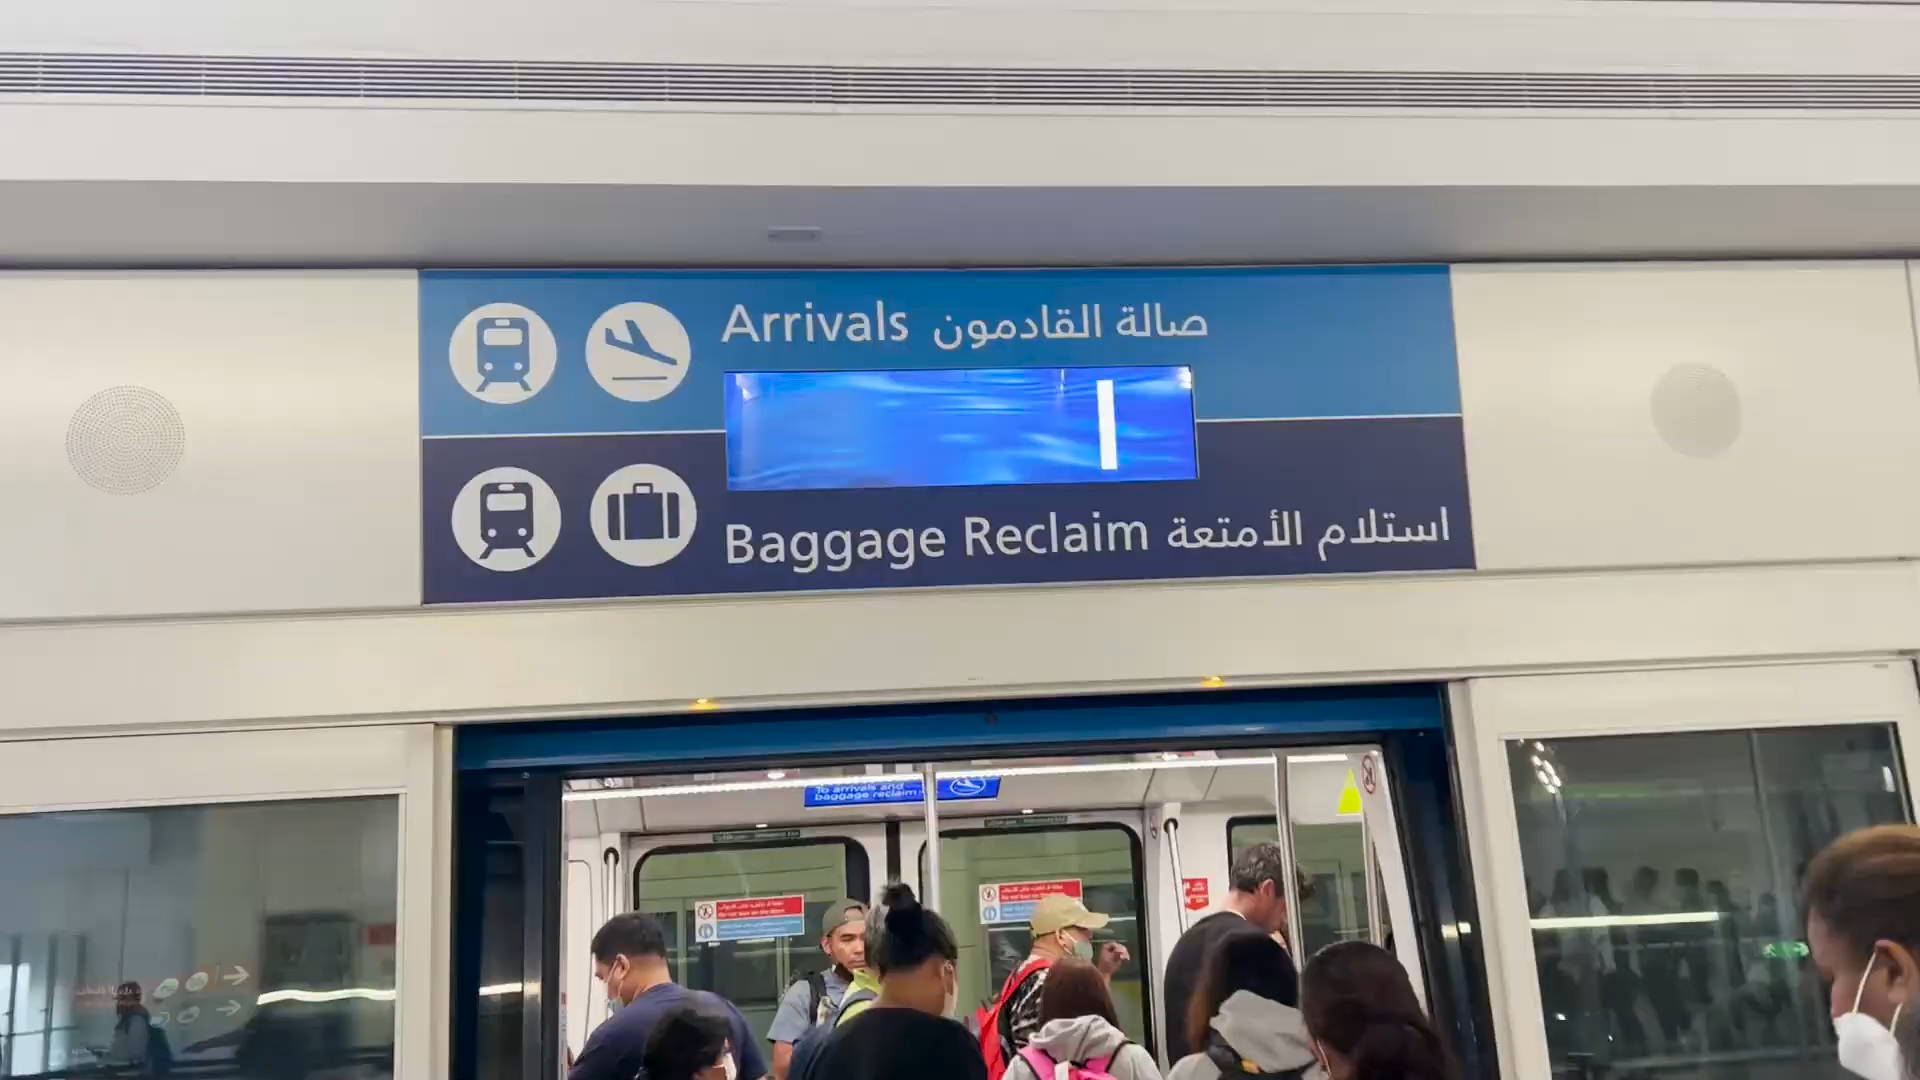 Arrivals صالة القادمون
Baggage Reclaim استلام الأمتعة
To arrivals and
baggage reclaim